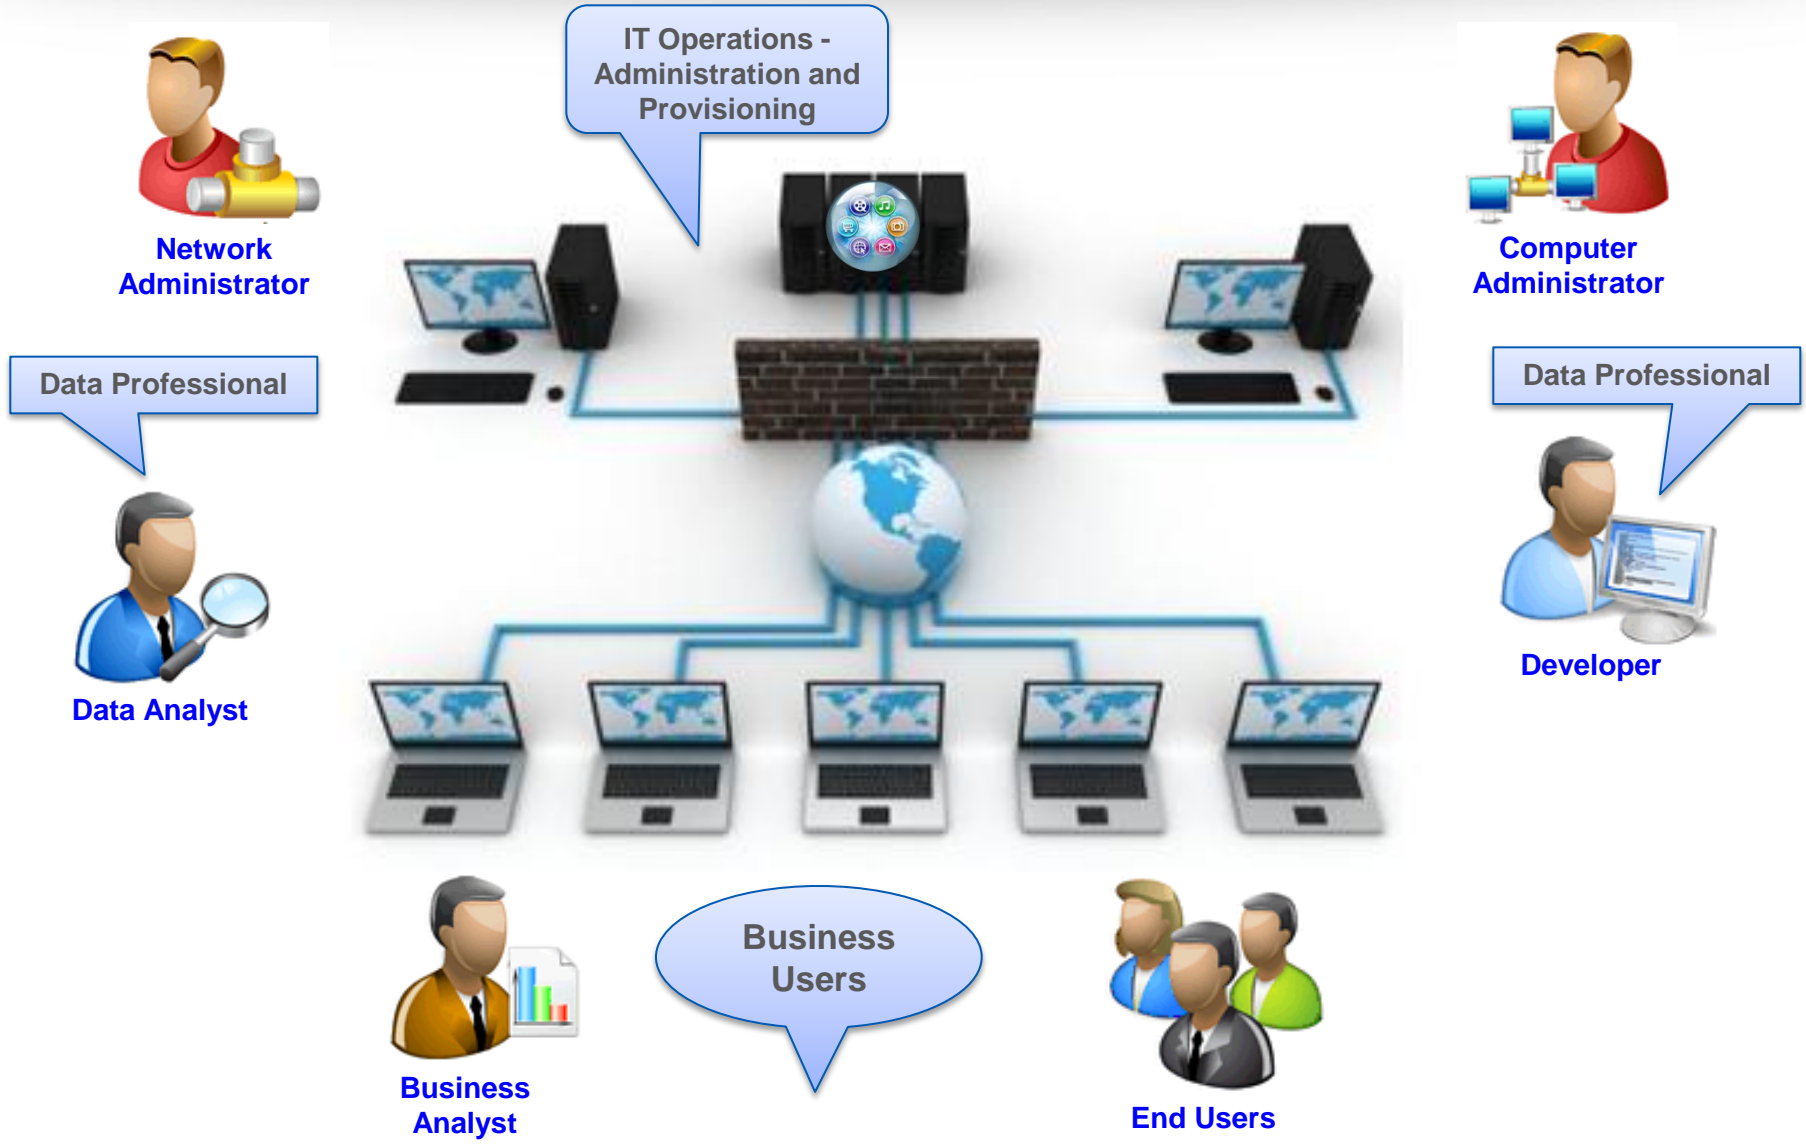 IT Operations -
Administration and
Provisioning
Network
Administrator
Computer
Administrator
Data Professional
Data Professional
Data Analyst
Developer
Business
Users
Business
Analyst
End Users